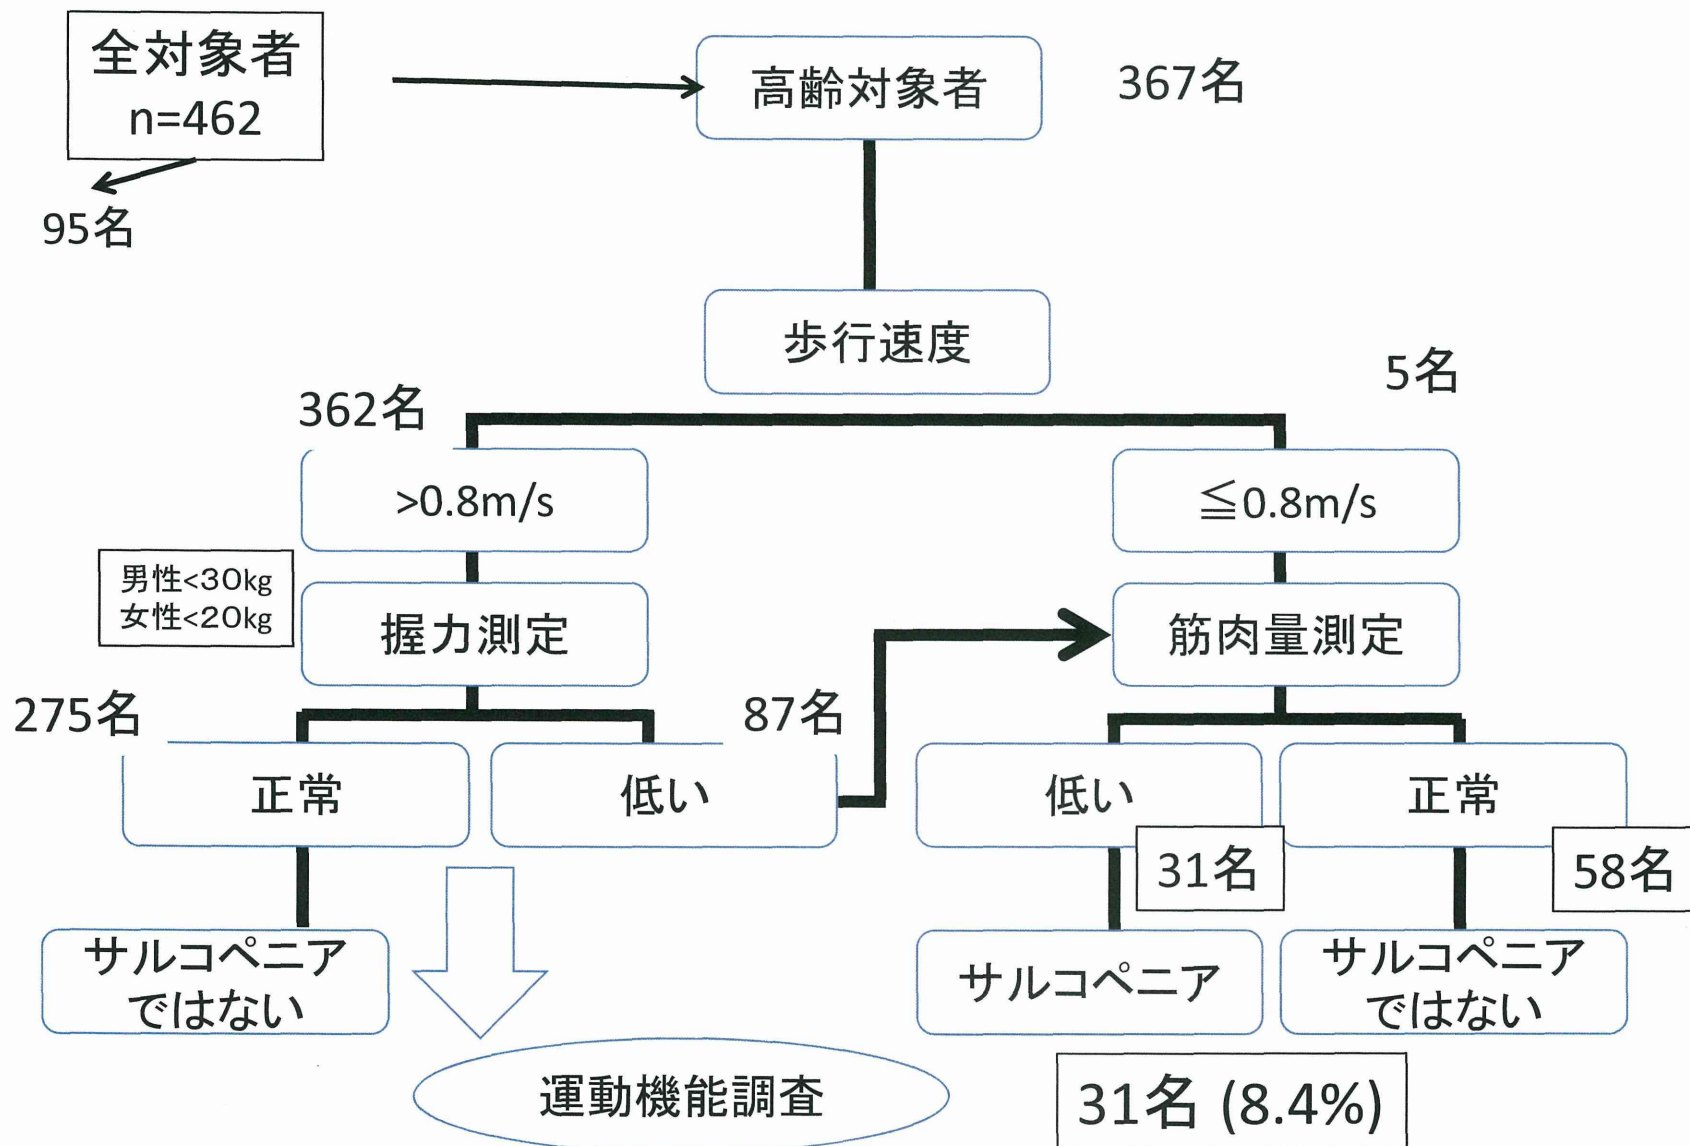 全対象者
n=462
高齢対象者
367名
95名
歩行速度
362名
5名
>0.8m/s
≦0.8m/s
男性<30kg
女性<20kg
握力測定
筋肉量測定
275名
87名
正常
低い
低い
正常
31名
58名
サルコペニア
ではない
サルコペニア
サルコペニア
ではない
運動機能調査
31名 (8.4%)